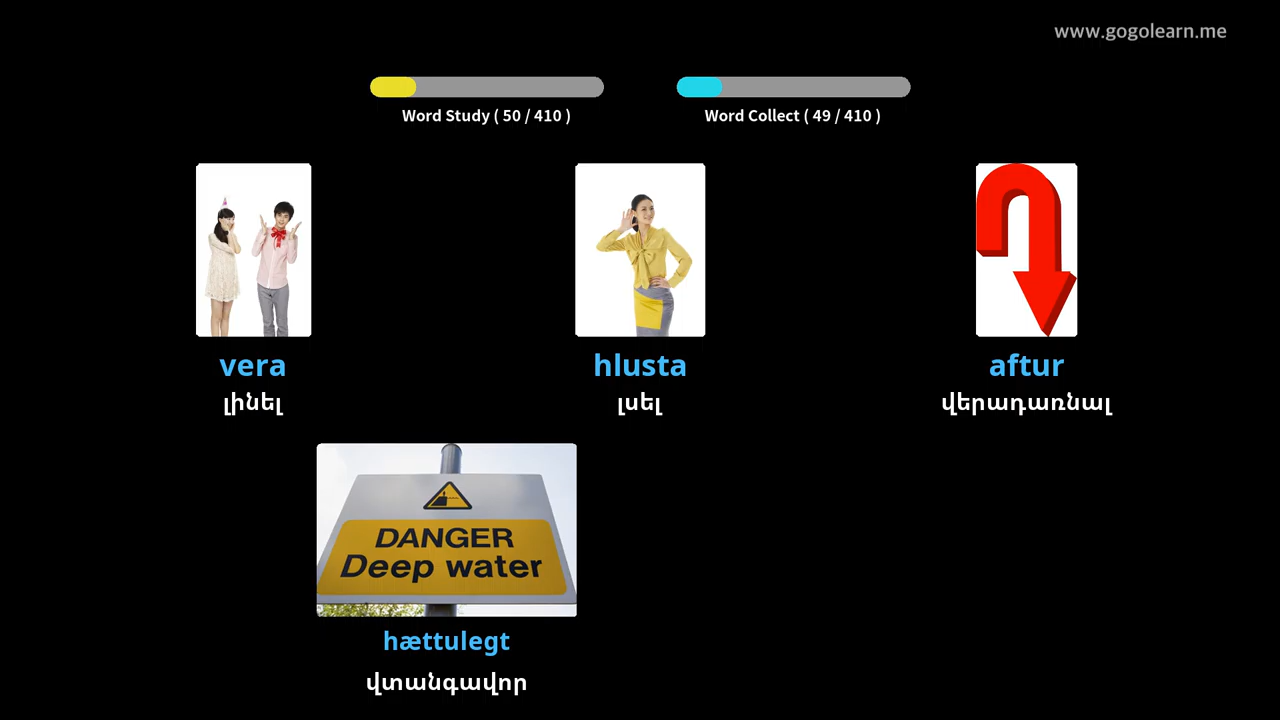 www.gogolearn.me
Word Study ( 50 / 410 )
Word Collect ( 49 / 410 )
vera
լինել
hlusta
լսել
aftur
վերադառնալ
DANGER
Deep water
hættulegt
վտանգավոր